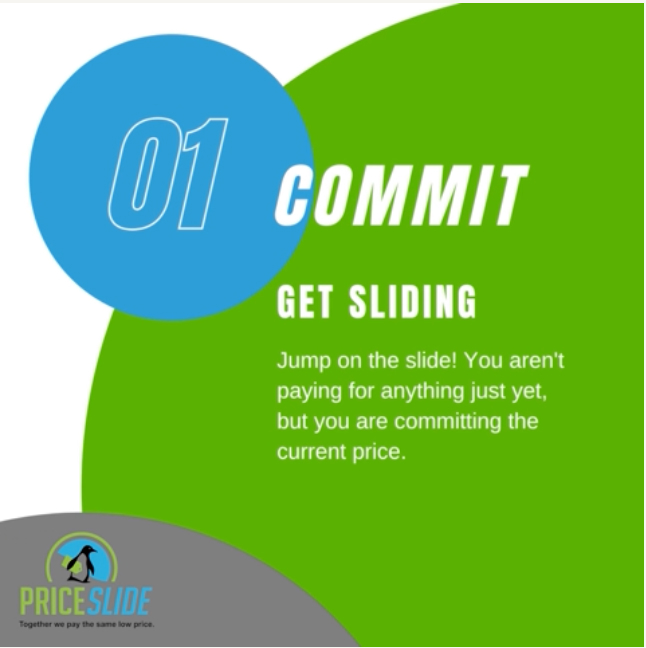 01
COMMIT
GET SLIDING
Jump on the slide! You aren't
paying for anything just yet,
but you are committing the
current price.
PRICESLIDE
Together we pay the same low price.